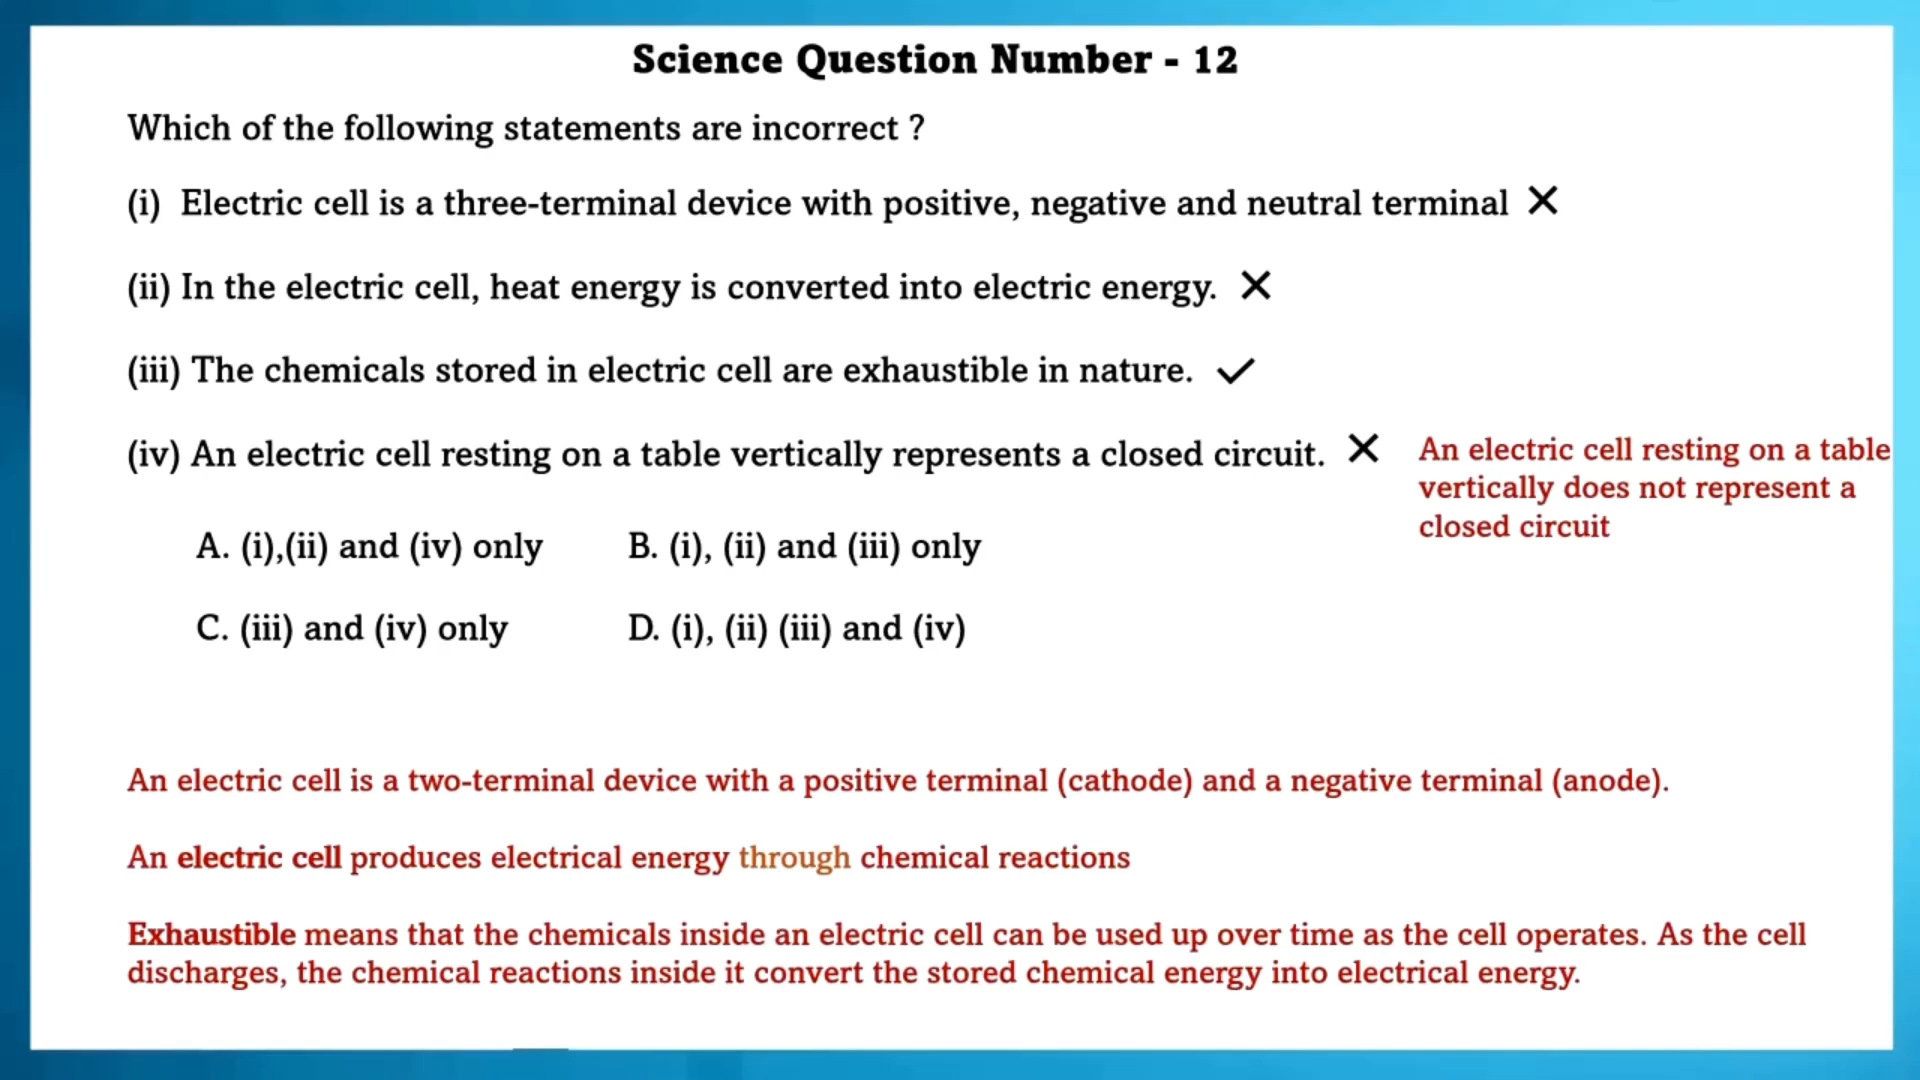 Science Question Number - 12
Which of the following statements are incorrect ?
(i) Electric cell is a three-terminal device with positive, negative and neutral terminal ✕
(ii) In the electric cell, heat energy is converted into electric energy. ✕
(iii) The chemicals stored in electric cell are exhaustible in nature. ✓
(iv) An electric cell resting on a table vertically represents a closed circuit. ✕
An electric cell resting on a table
vertically does not represent a
closed circuit
A. (i),(ii) and (iv) only B. (i), (ii) and (iii) only
C. (iii) and (iv) only D. (i), (ii) (iii) and (iv)
An electric cell is a two-terminal device with a positive terminal (cathode) and a negative terminal (anode).
An electric cell produces electrical energy through chemical reactions
Exhaustible means that the chemicals inside an electric cell can be used up over time as the cell operates. As the cell
discharges, the chemical reactions inside it convert the stored chemical energy into electrical energy.